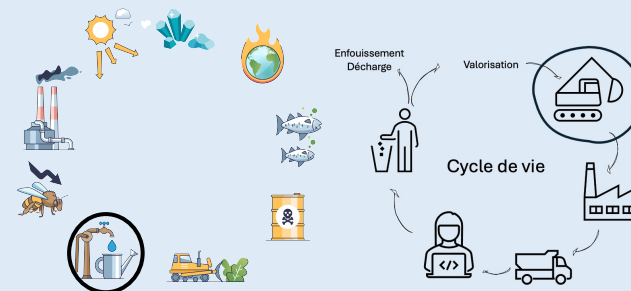 Enfouissement
Décharge
Valorisation
Cycle de vie
</>